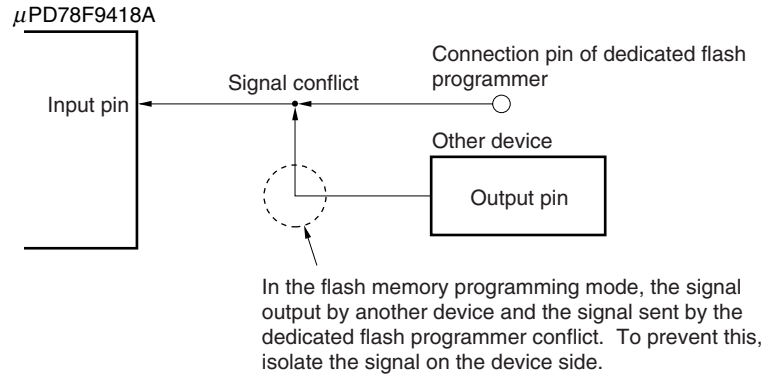 μPD78F9418A
Connection pin of dedicated flash
programmer
Signal conflict
Input pin
Other device
Output pin
In the flash memory programming mode, the signal
output by another device and the signal sent by the
dedicated flash programmer conflict.  To prevent this,
isolate the signal on the device side.